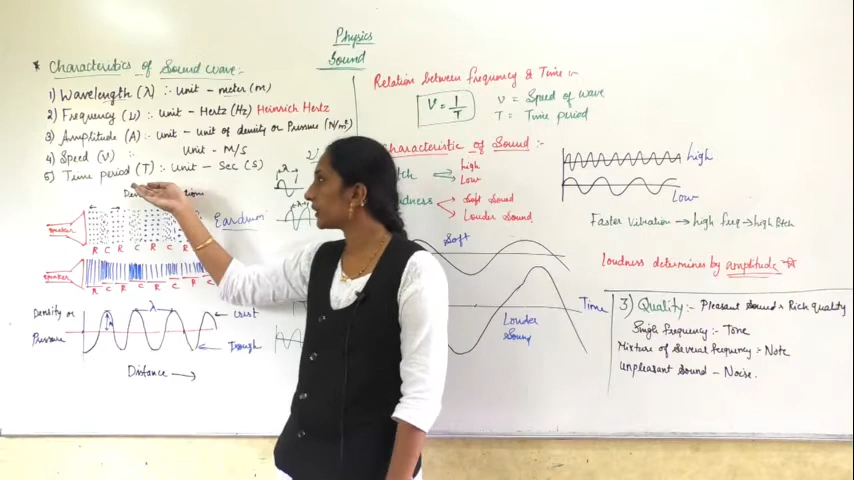 Physics
Sound
* Characteristics of Sound wave:-
1) Wavelength (λ) :- Unit - meter (m)
2) Frequency (υ) :- Unit - Hertz (Hz) Heinrich Hertz
3) Amplitude (A) :- Unit - unit of density or Pressure (N/m²)
4) Speed (V) :- Unit - M/S
5) Time period (T) :- Unit - Sec (S)
Eardrum
Speaker
R C R C R C R C
Speaker
C R C R C R C
Density or
Pressure
A
λ
Crest
Trough
Distance →
λ
λ
Relation between frequency & Time :-
V = 1/T
V = Speed of wave
T = Time period
Characteristic of Sound :-
high
Low
Soft Sound
Louder Sound
high
Low
Faster Vibration → high freq → high Pitch
Soft
Louder
Sound
Time
Loudness determines by amplitude
3) Quality :- Pleasant Sound & Rich quality
Single frequency :- Tone
Mixture of Several frequency :- Note
Unpleasant Sound - Noise.